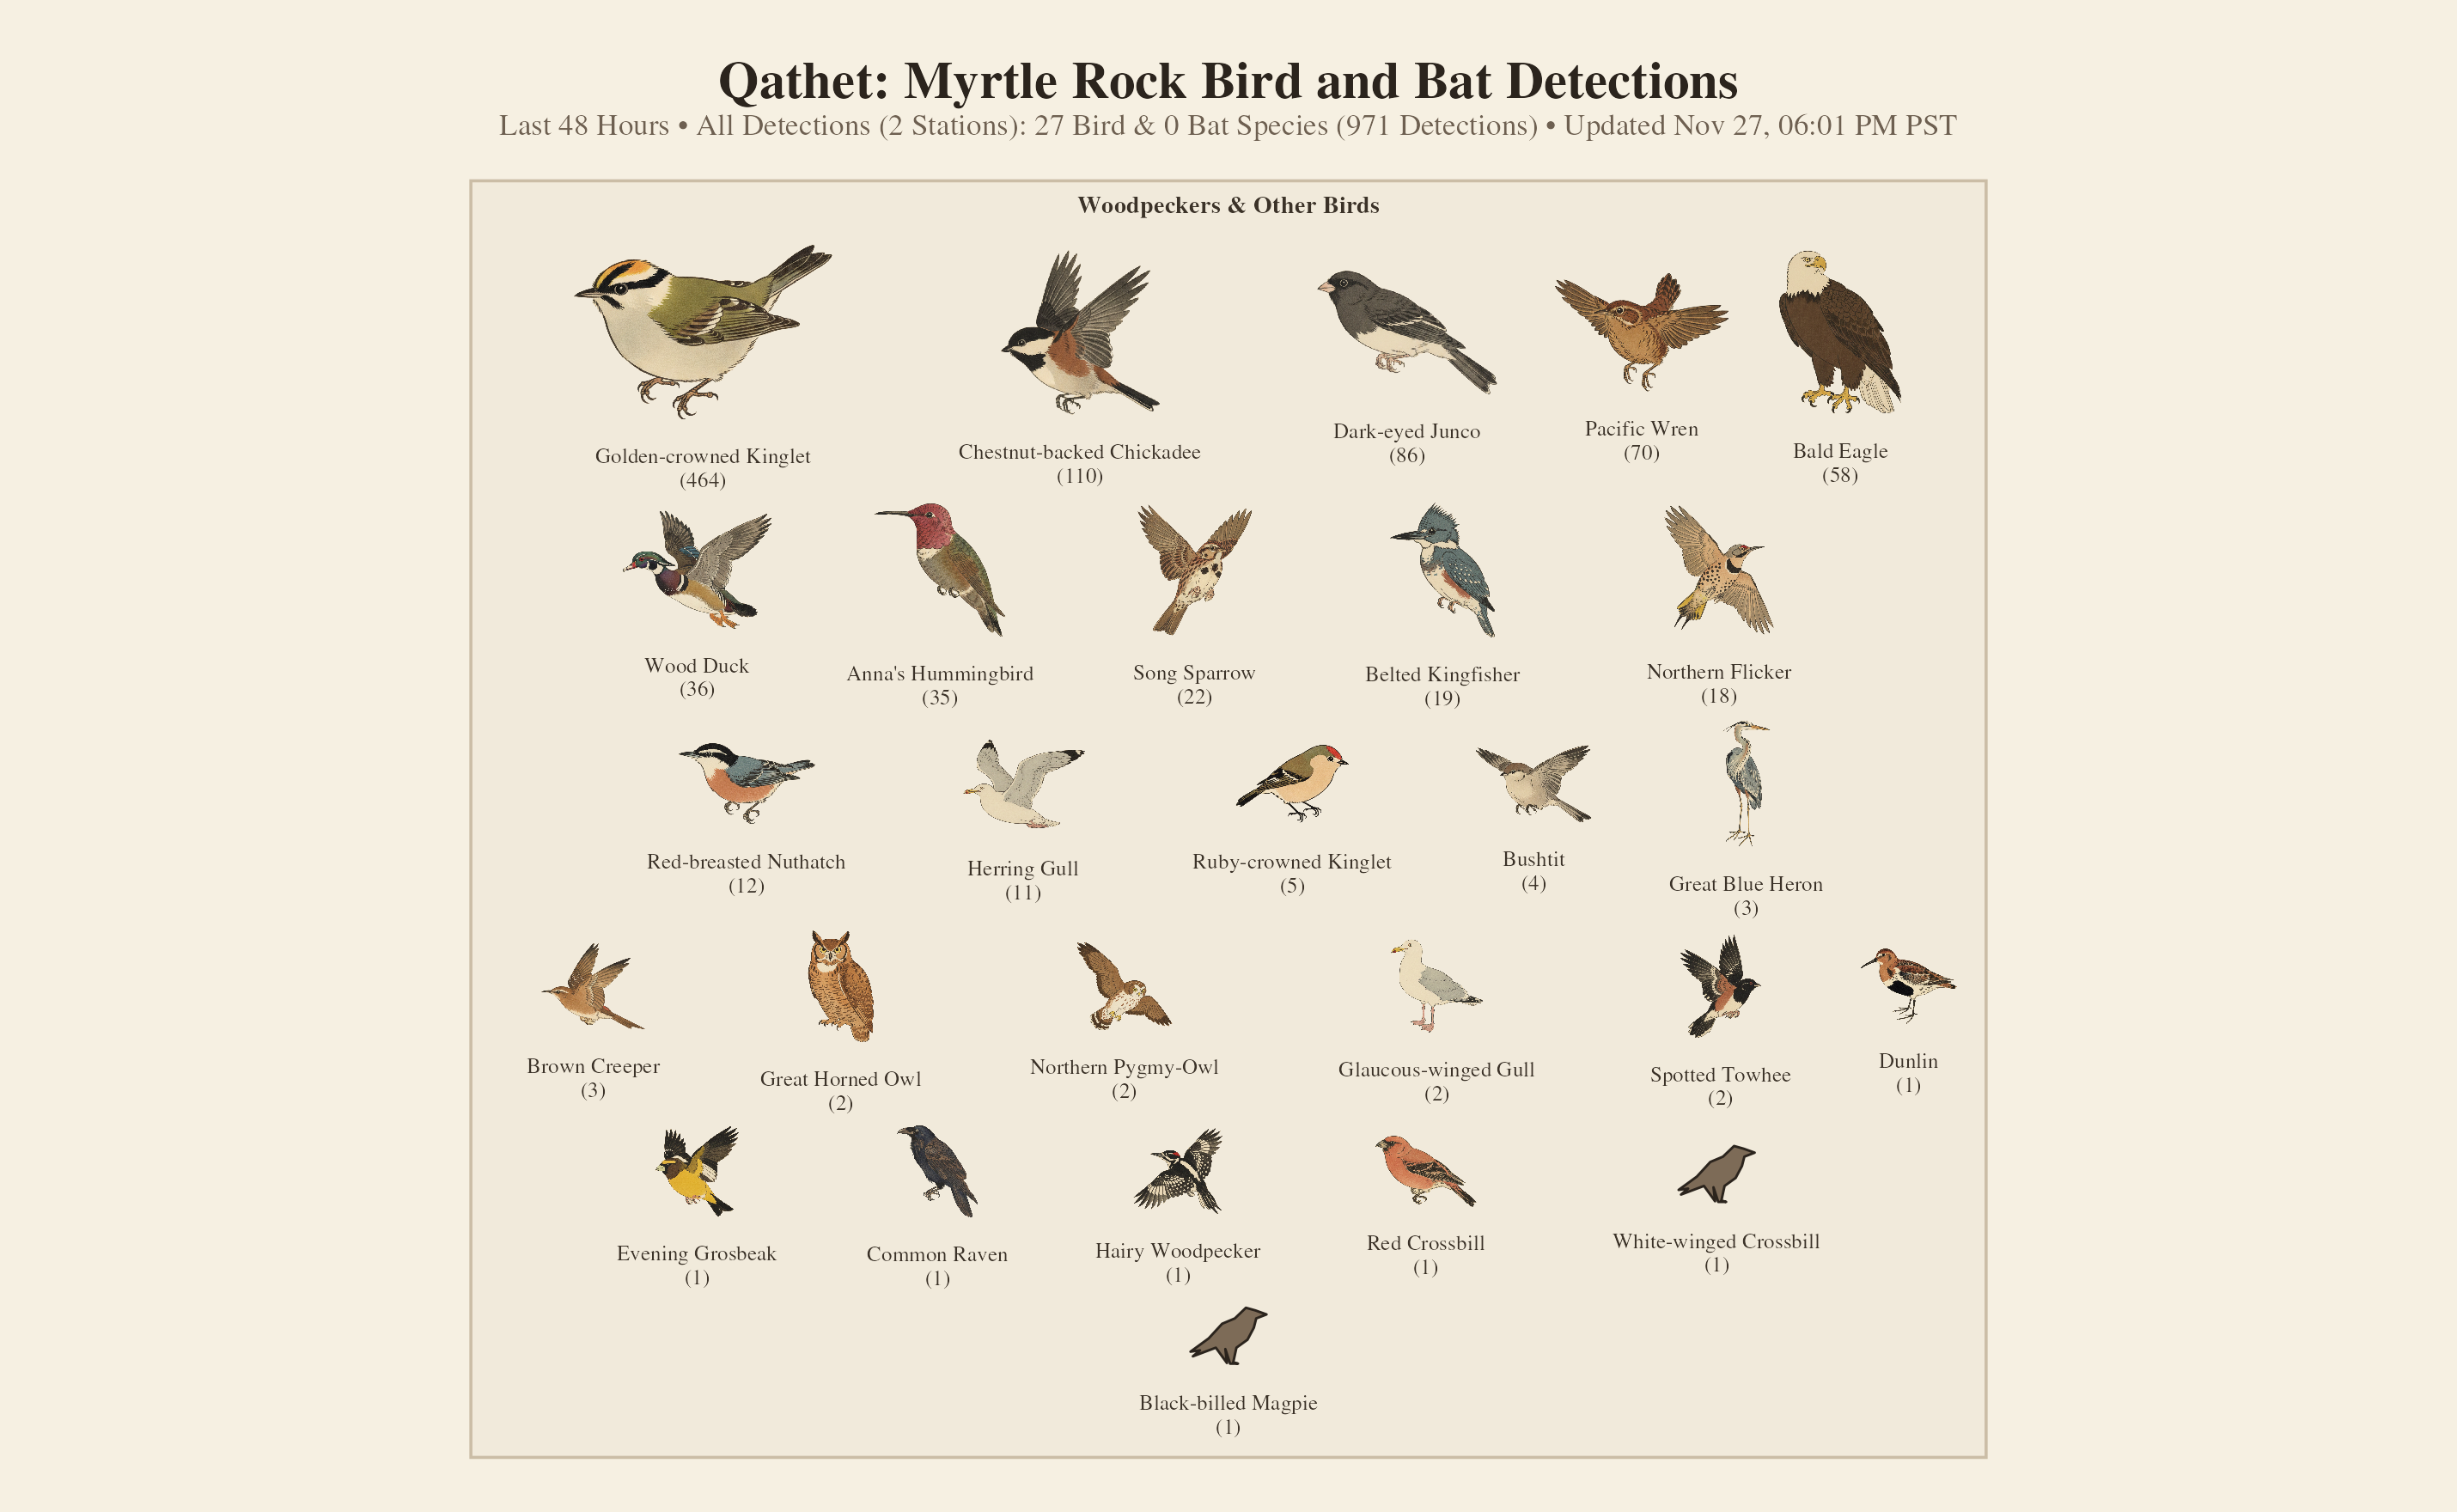 Qathet: Myrtle Rock Bird and Bat Detections
Last 48 Hours • All Detections (2 Stations): 27 Bird & 0 Bat Species (971 Detections) • Updated Nov 27, 06:01 PM PST
Woodpeckers & Other Birds
Golden-crowned Kinglet
(464)
Chestnut-backed Chickadee
(110)
Dark-eyed Junco
(86)
Pacific Wren
(70)
Bald Eagle
(58)
Wood Duck
(36)
Anna's Hummingbird
(35)
Song Sparrow
(22)
Belted Kingfisher
(19)
Northern Flicker
(18)
Red-breasted Nuthatch
(12)
Herring Gull
(11)
Ruby-crowned Kinglet
(5)
Bushtit
(4)
Great Blue Heron
(3)
Brown Creeper
(3)
Great Horned Owl
(2)
Northern Pygmy-Owl
(2)
Glaucous-winged Gull
(2)
Spotted Towhee
(2)
Dunlin
(1)
Evening Grosbeak
(1)
Common Raven
(1)
Hairy Woodpecker
(1)
Red Crossbill
(1)
White-winged Crossbill
(1)
Black-billed Magpie
(1)